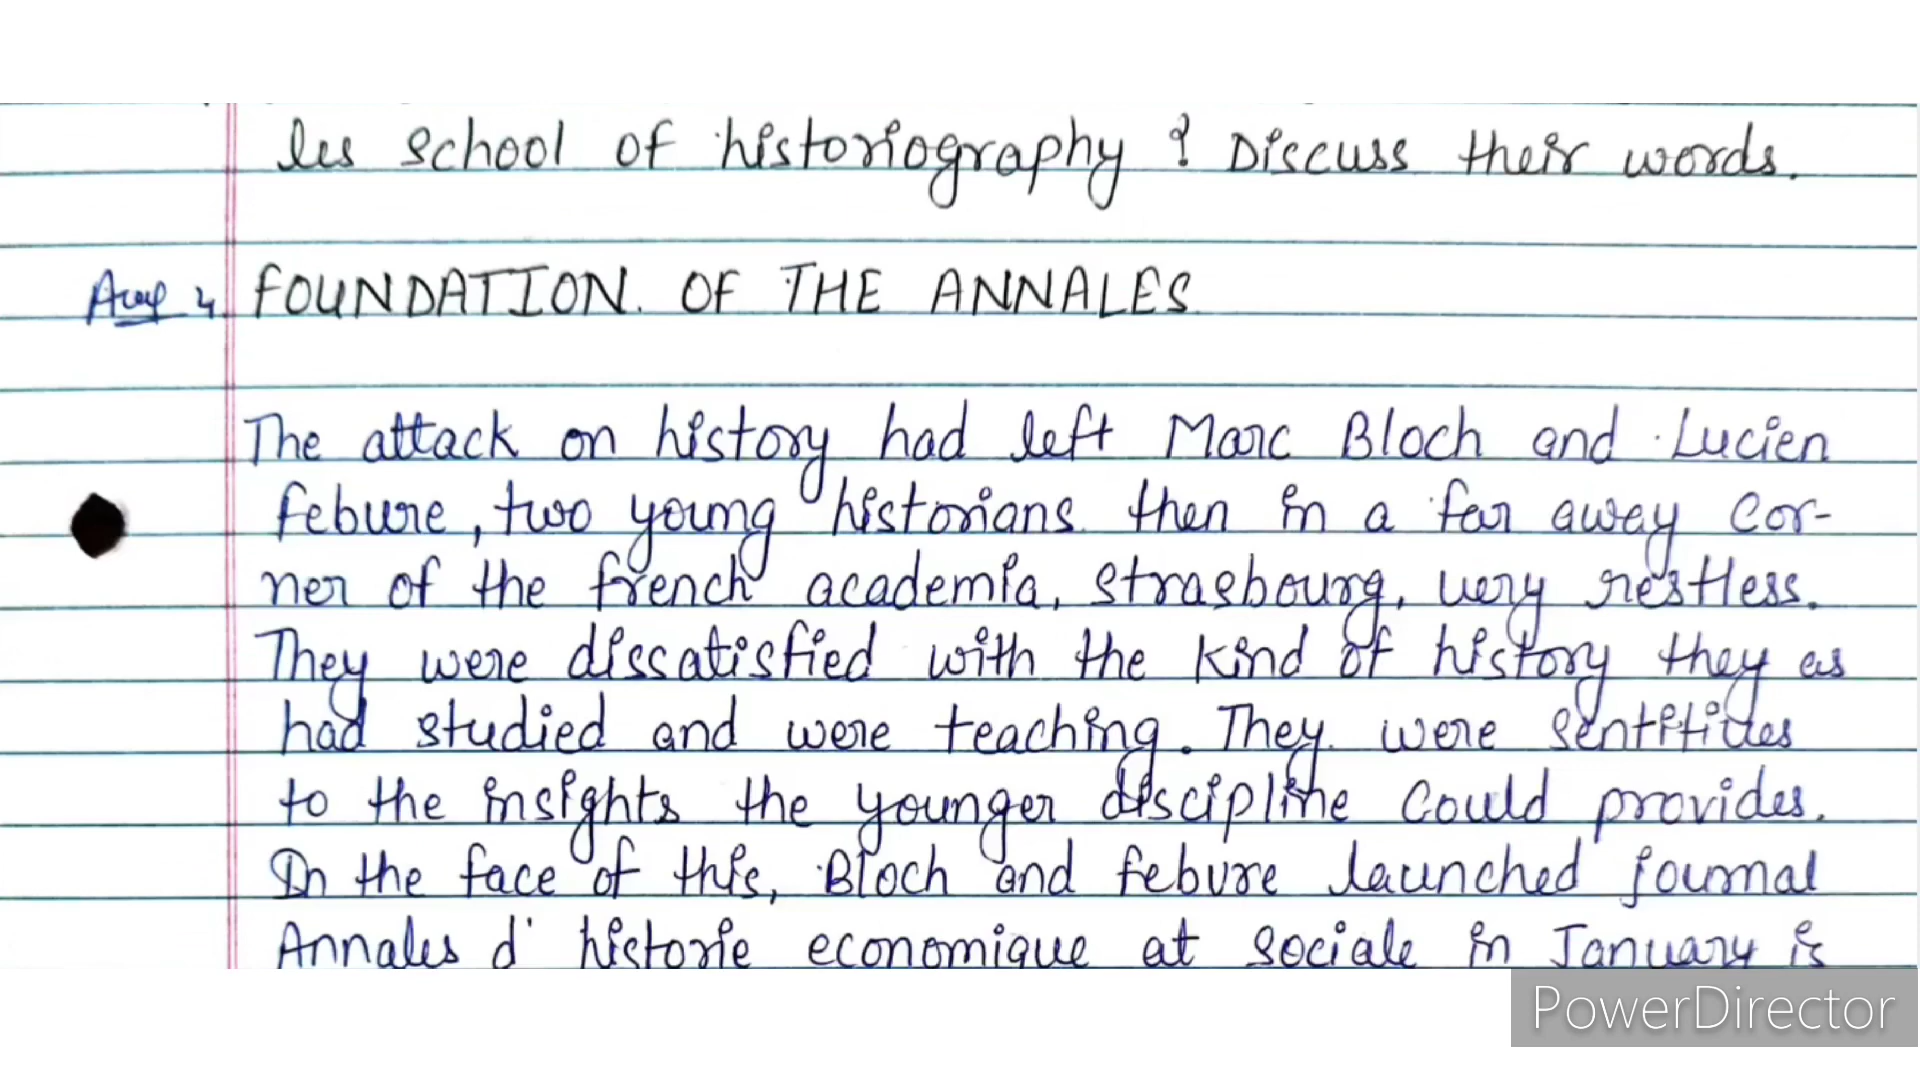 les school of historiography ? Discuss their words.
Ans 4 FOUNDATION. OF THE ANNALES.
The attack on history had left Marc Bloch and Lucien
febure, two young historians then in a far away cor-
ner of the french academia, strasbourg, very restless.
They were dissatisfied with the kind of history they as
had studied and were teaching. They were
to the insights the younger discipline could provides.
In the face of this, Bloch and febure launched journal
Annales d' historie economique at sociale in January is
PowerDirector